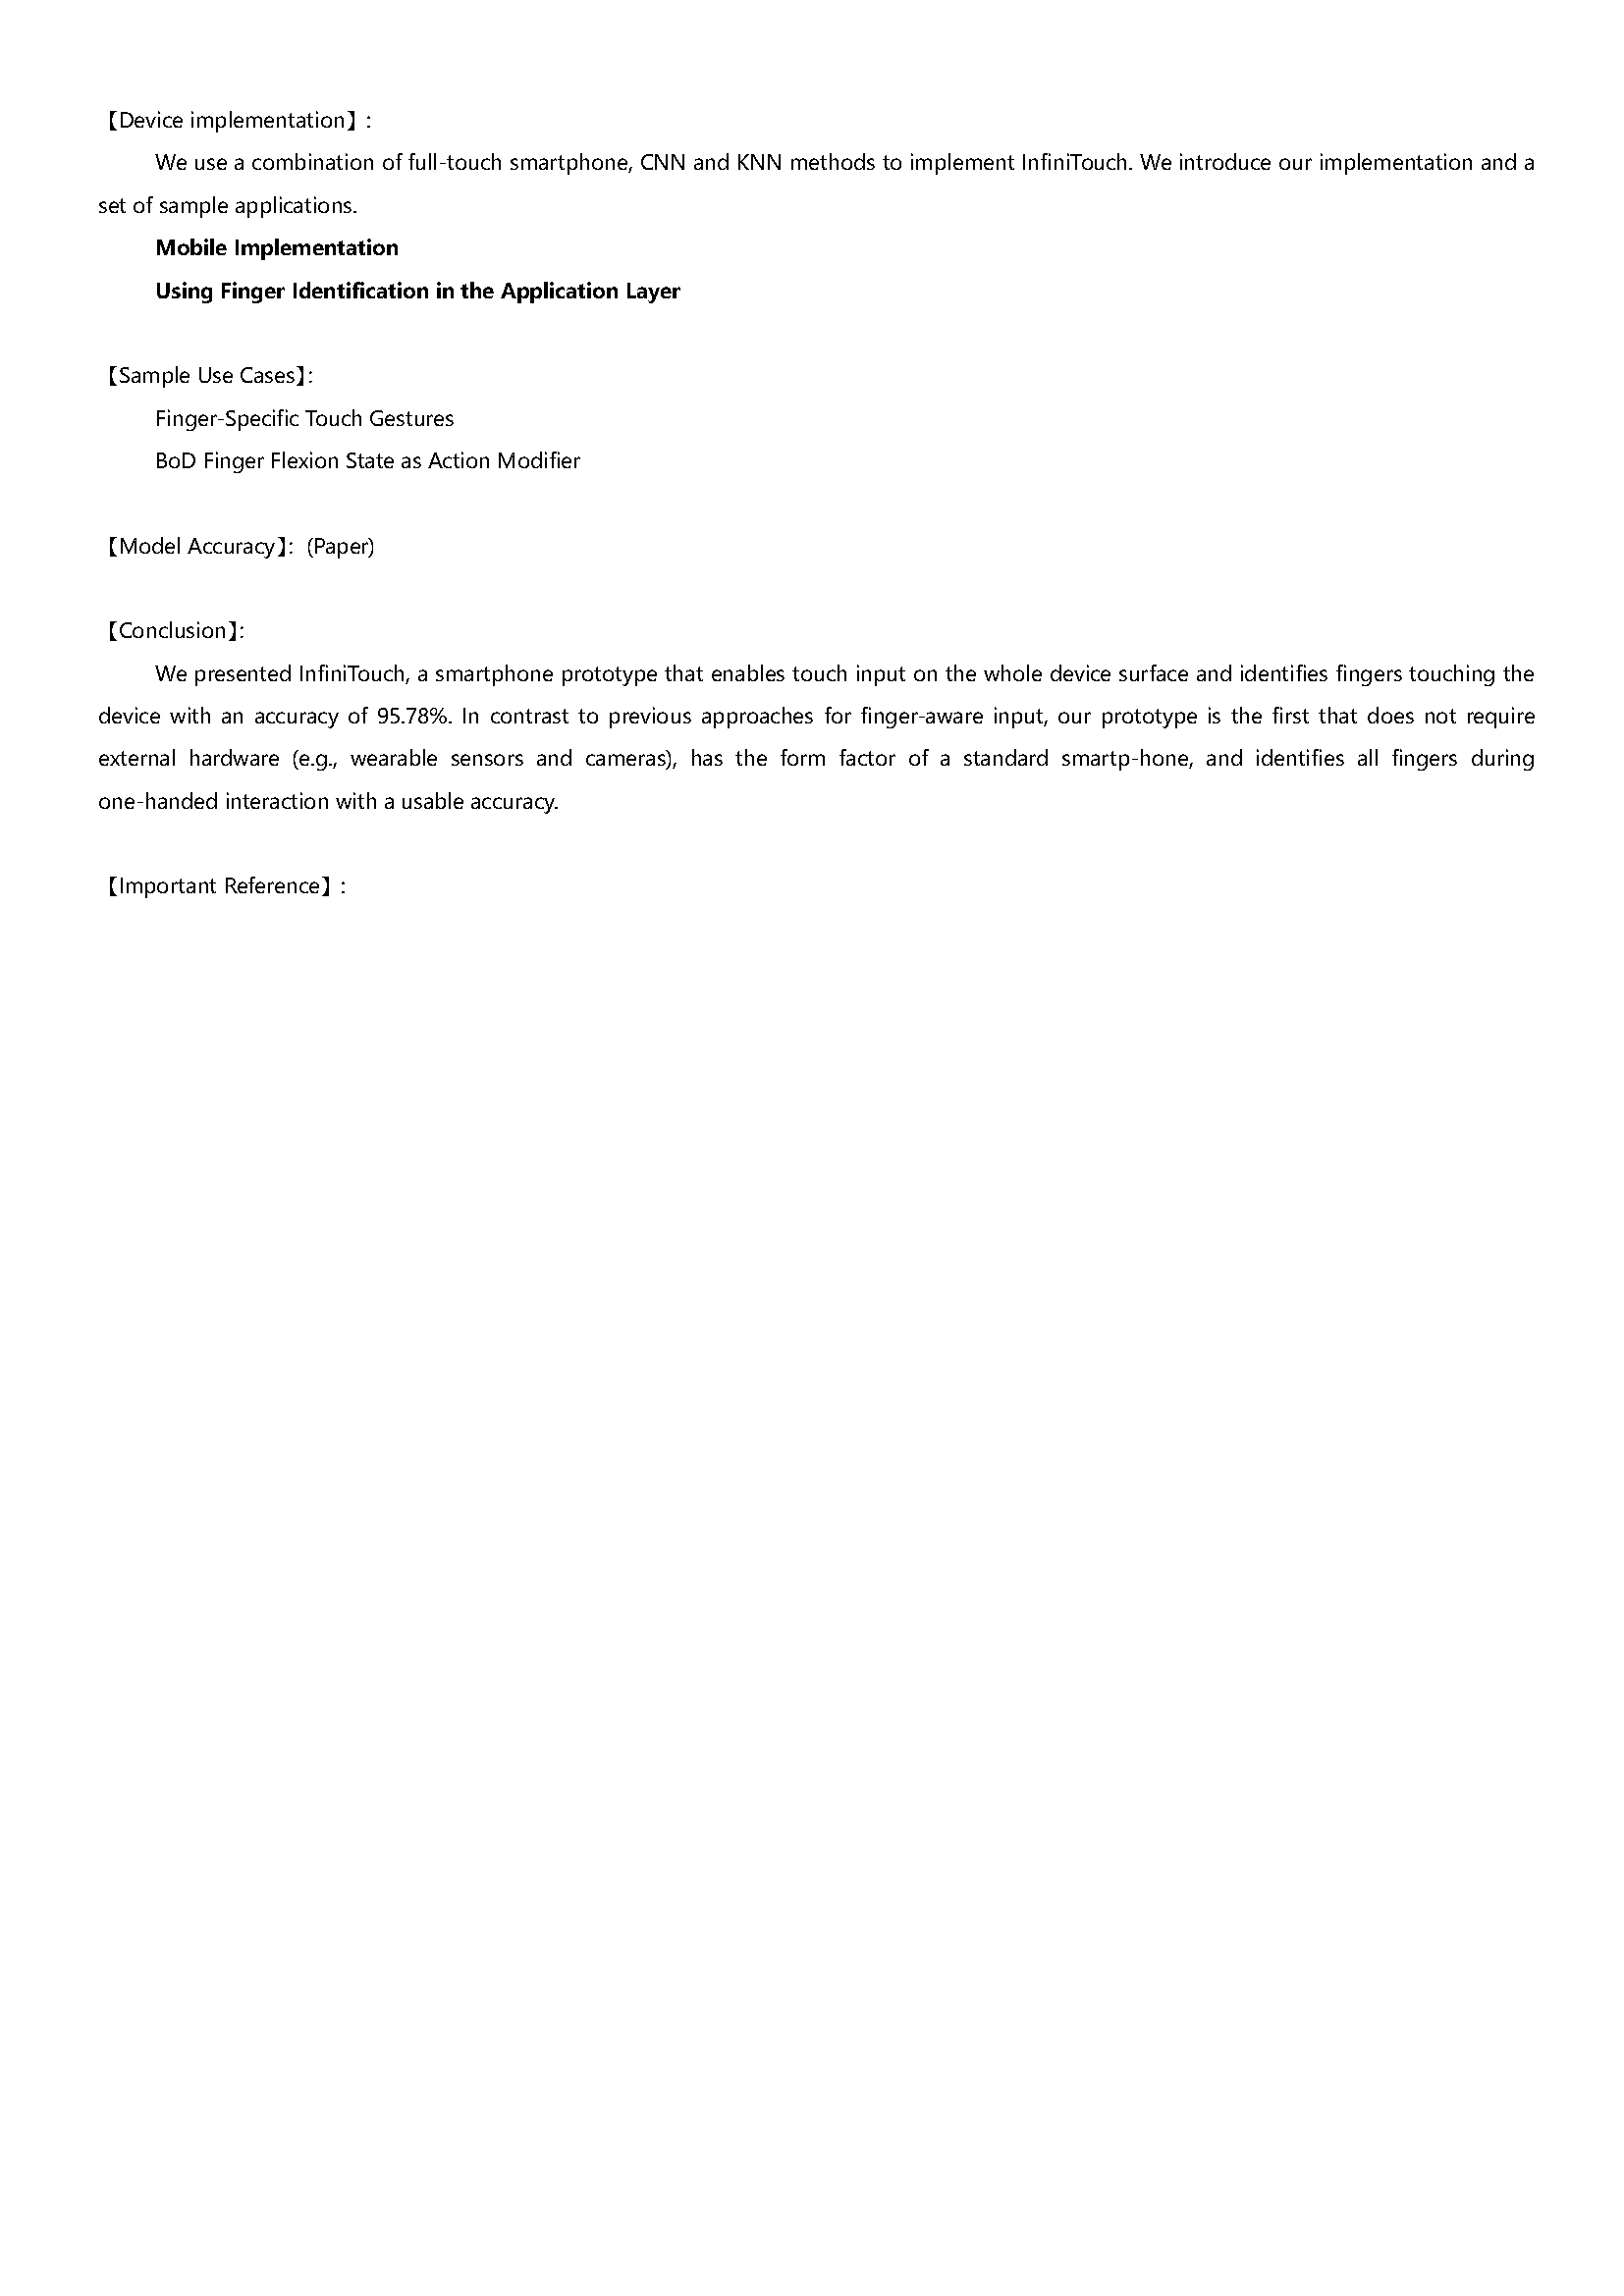 【Device implementation】:
We use a combination of full-touch smartphone, CNN and KNN methods to implement InfiniTouch. We introduce our implementation and a
set of sample applications.
Mobile Implementation
Using Finger Identification in the Application Layer
【Sample Use Cases】:
Finger-Specific Touch Gestures
BoD Finger Flexion State as Action Modifier
【Model Accuracy】: (Paper)
【Conclusion】:
We presented InfiniTouch, a smartphone prototype that enables touch input on the whole device surface and identifies fingers touching the
device with an accuracy of 95.78%. In contrast to previous approaches for finger-aware input, our prototype is the first that does not require
external hardware (e.g., wearable sensors and cameras), has the form factor of a standard smartp-hone, and identifies all fingers during
one-handed interaction with a usable accuracy.
【Important Reference】: